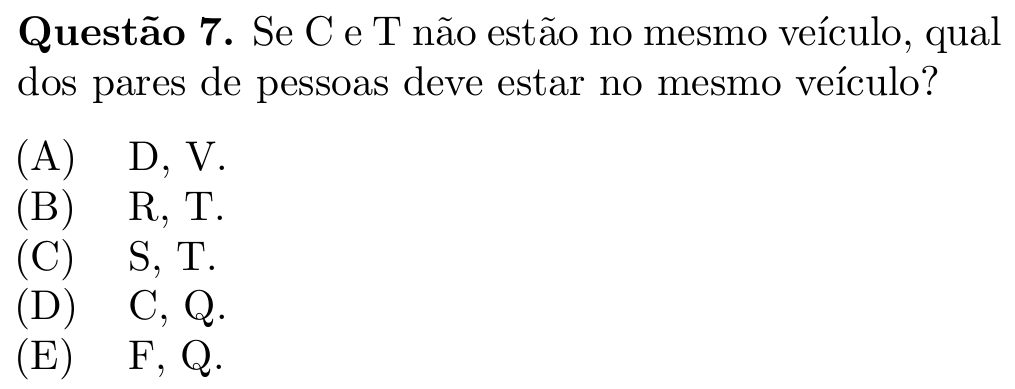 Questão 7. Se C e T não estão no mesmo veículo, qual
dos pares de pessoas deve estar no mesmo veículo?
(A) D, V.
(B) R, T.
(C) S, T.
(D) C, Q.
(E) F, Q.